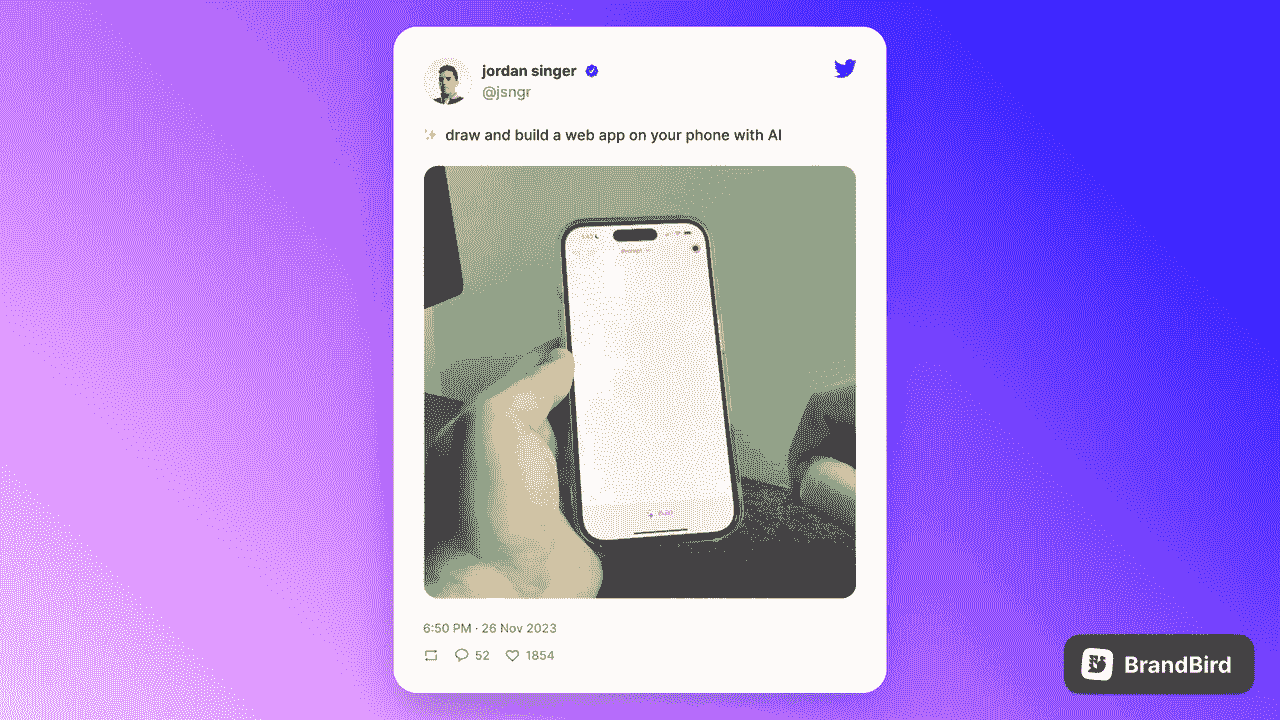 jordan singer
@jsngr
✨ draw and build a web app on your phone with AI
Build
6:50 PM · 26 Nov 2023
52 1854
BrandBird